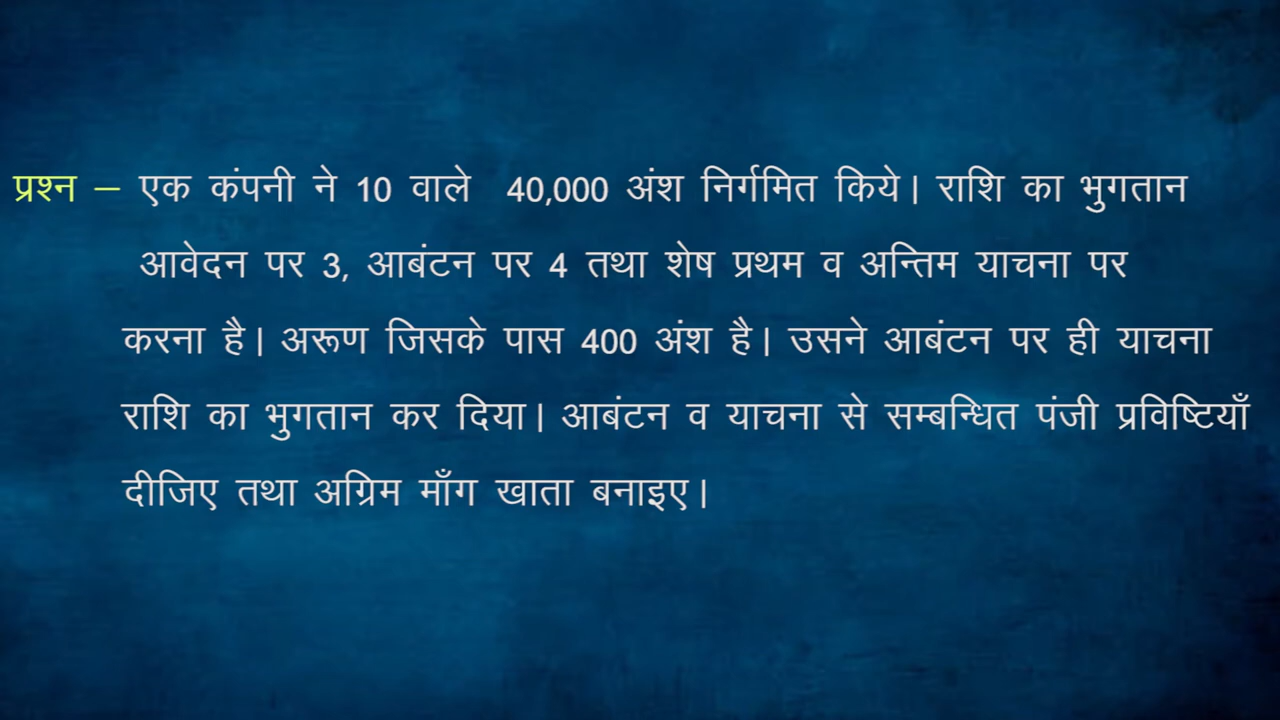 प्रश्न – एक कंपनी ने 10 वाले 40,000 अंश निर्गमित किये। राशि का भुगतान
आवेदन पर 3, आबंटन पर 4 तथा शेष प्रथम व अन्तिम याचना पर
करना है। अरूण जिसके पास 400 अंश है। उसने आबंटन पर ही याचना
राशि का भुगतान कर दिया। आबंटन व याचना से सम्बन्धित पंजी प्रविष्टियाँ
दीजिए तथा अग्रिम माँग खाता बनाइए।